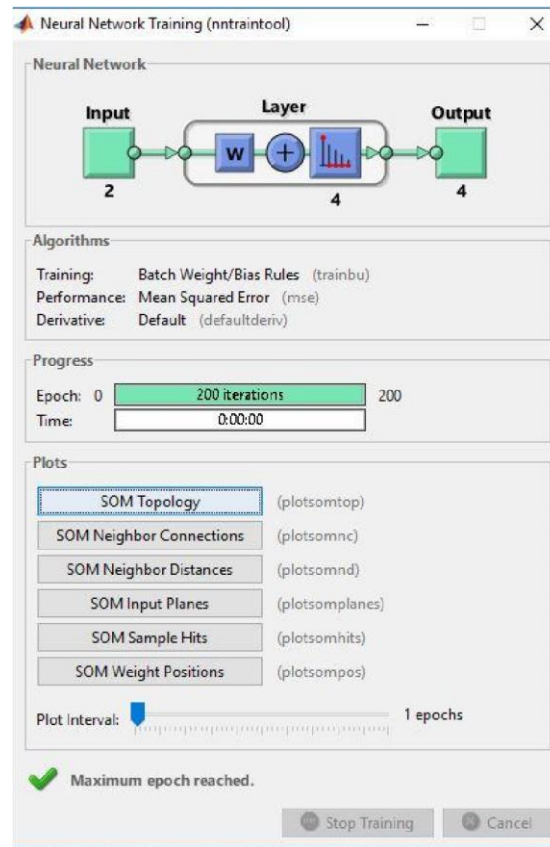 Neural Network Training (nntraintool)
Neural Network
Input Layer Output
W +
2 4 4
Algorithms
Training: Batch Weight/Bias Rules (trainbu)
Performance: Mean Squared Error (mse)
Derivative: Default (defaultderiv)
Progress
Epoch: 0 200 iterations 200
Time: 0:00:00
Plots
SOM Topology (plotsomtop)
SOM Neighbor Connections (plotsomnc)
SOM Neighbor Distances (plotsomnd)
SOM Input Planes (plotsomplanes)
SOM Sample Hits (plotsomhits)
SOM Weight Positions (plotsompos)
Plot Interval: 1 epochs
Maximum epoch reached.
Stop Training Cancel